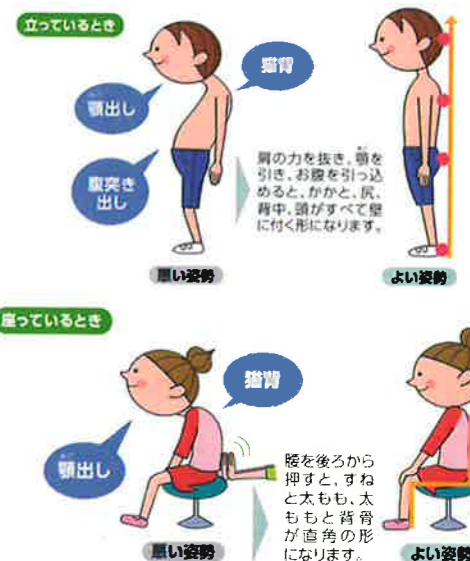 立っているとき
猫背
顎出し
腹突き
出し
肩の力を抜き、顎を
引き、お腹を引っ込
めると、かかと、尻、
背中、頭がすべて壁
に付く形になります。
悪い姿勢
よい姿勢
座っているとき
猫背
顎出し
腰を後ろから
押すと、すね
と太もも、太
ももと背骨
が直角の形
になります。
悪い姿勢
よい姿勢